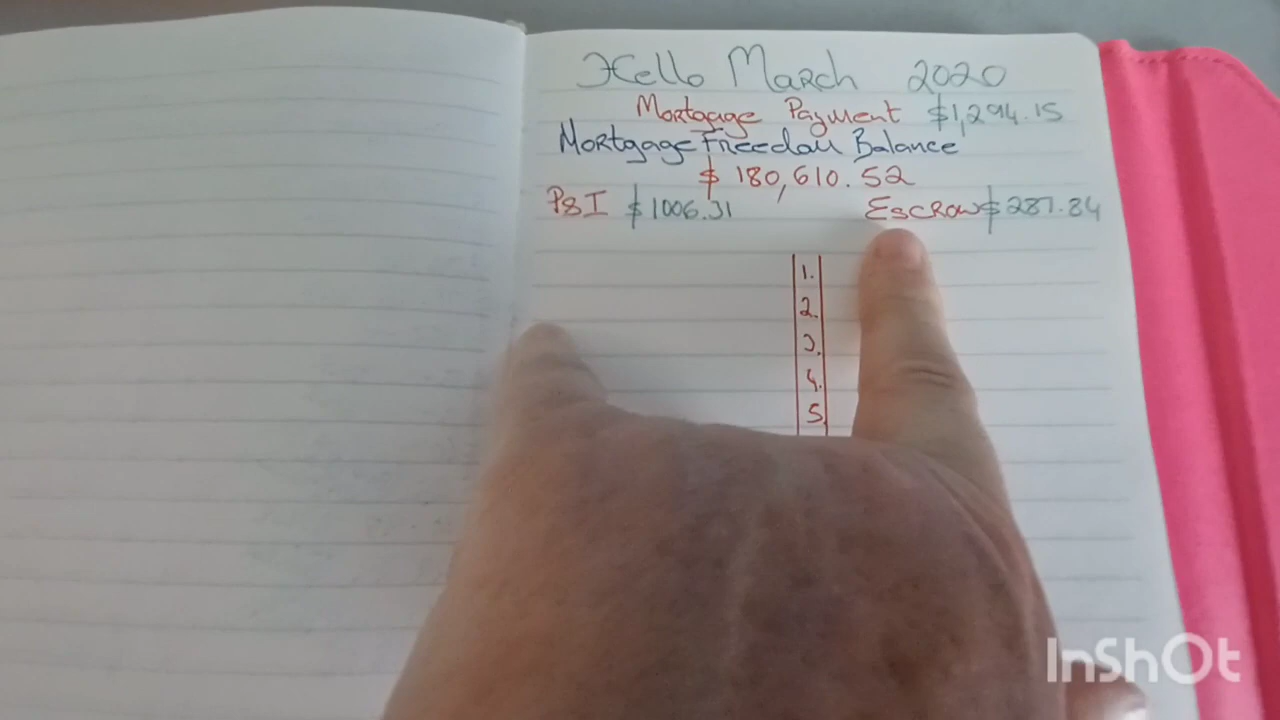 Hello March 2020
Mortgage Payment $1,294.15
Mortgage Freedom Balance
$ 180,610.52
P&I $1006.31 Escrow $287.84
1.
2.
3.
4.
5.
InShOt